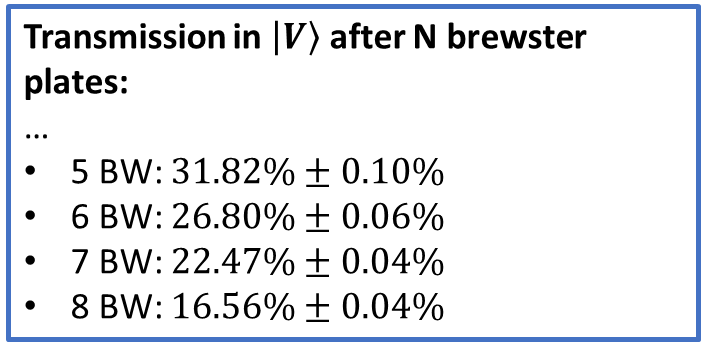 Transmission in |V⟩ after N brewster
plates:
...
• 5 BW: 31.82% ± 0.10%
• 6 BW: 26.80% ± 0.06%
• 7 BW: 22.47% ± 0.04%
• 8 BW: 16.56% ± 0.04%